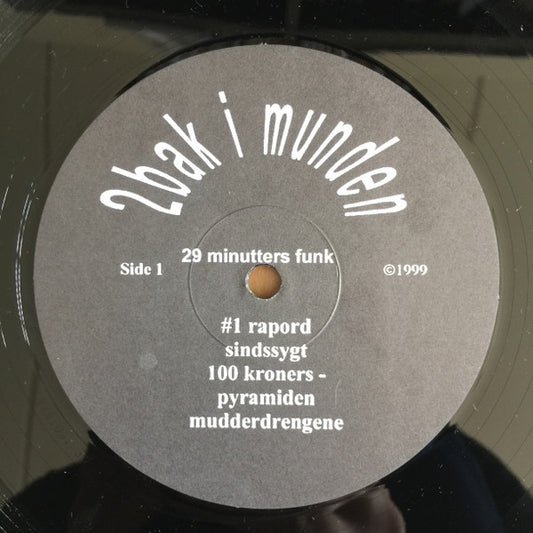 2bak i munden
29 minutters funk
Side 1
©1999
#1 rapord
sindssygt
100 kroners -
pyramiden
mudderdrengene